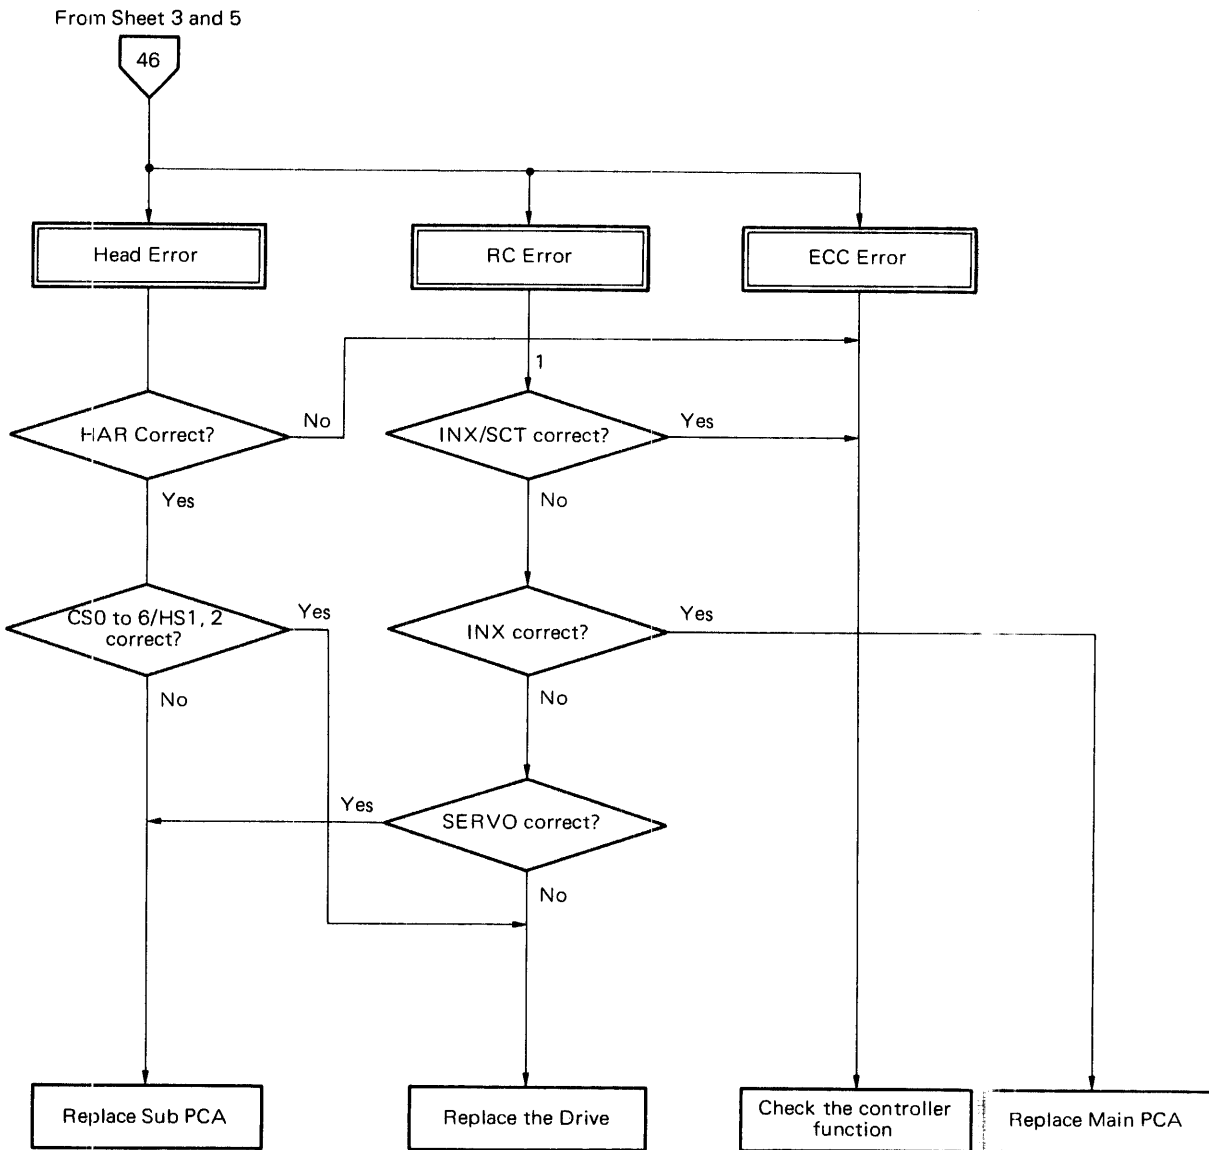 From Sheet 3 and 5
46
Head Error
RC Error
ECC Error
1
HAR Correct?
No
INX/SCT correct?
Yes
Yes
No
CS0 to 6/HS1, 2
correct?
Yes
INX correct?
Yes
No
No
Yes
SERVO correct?
No
Replace Sub PCA
Replace the Drive
Check the controller
function
Replace Main PCA